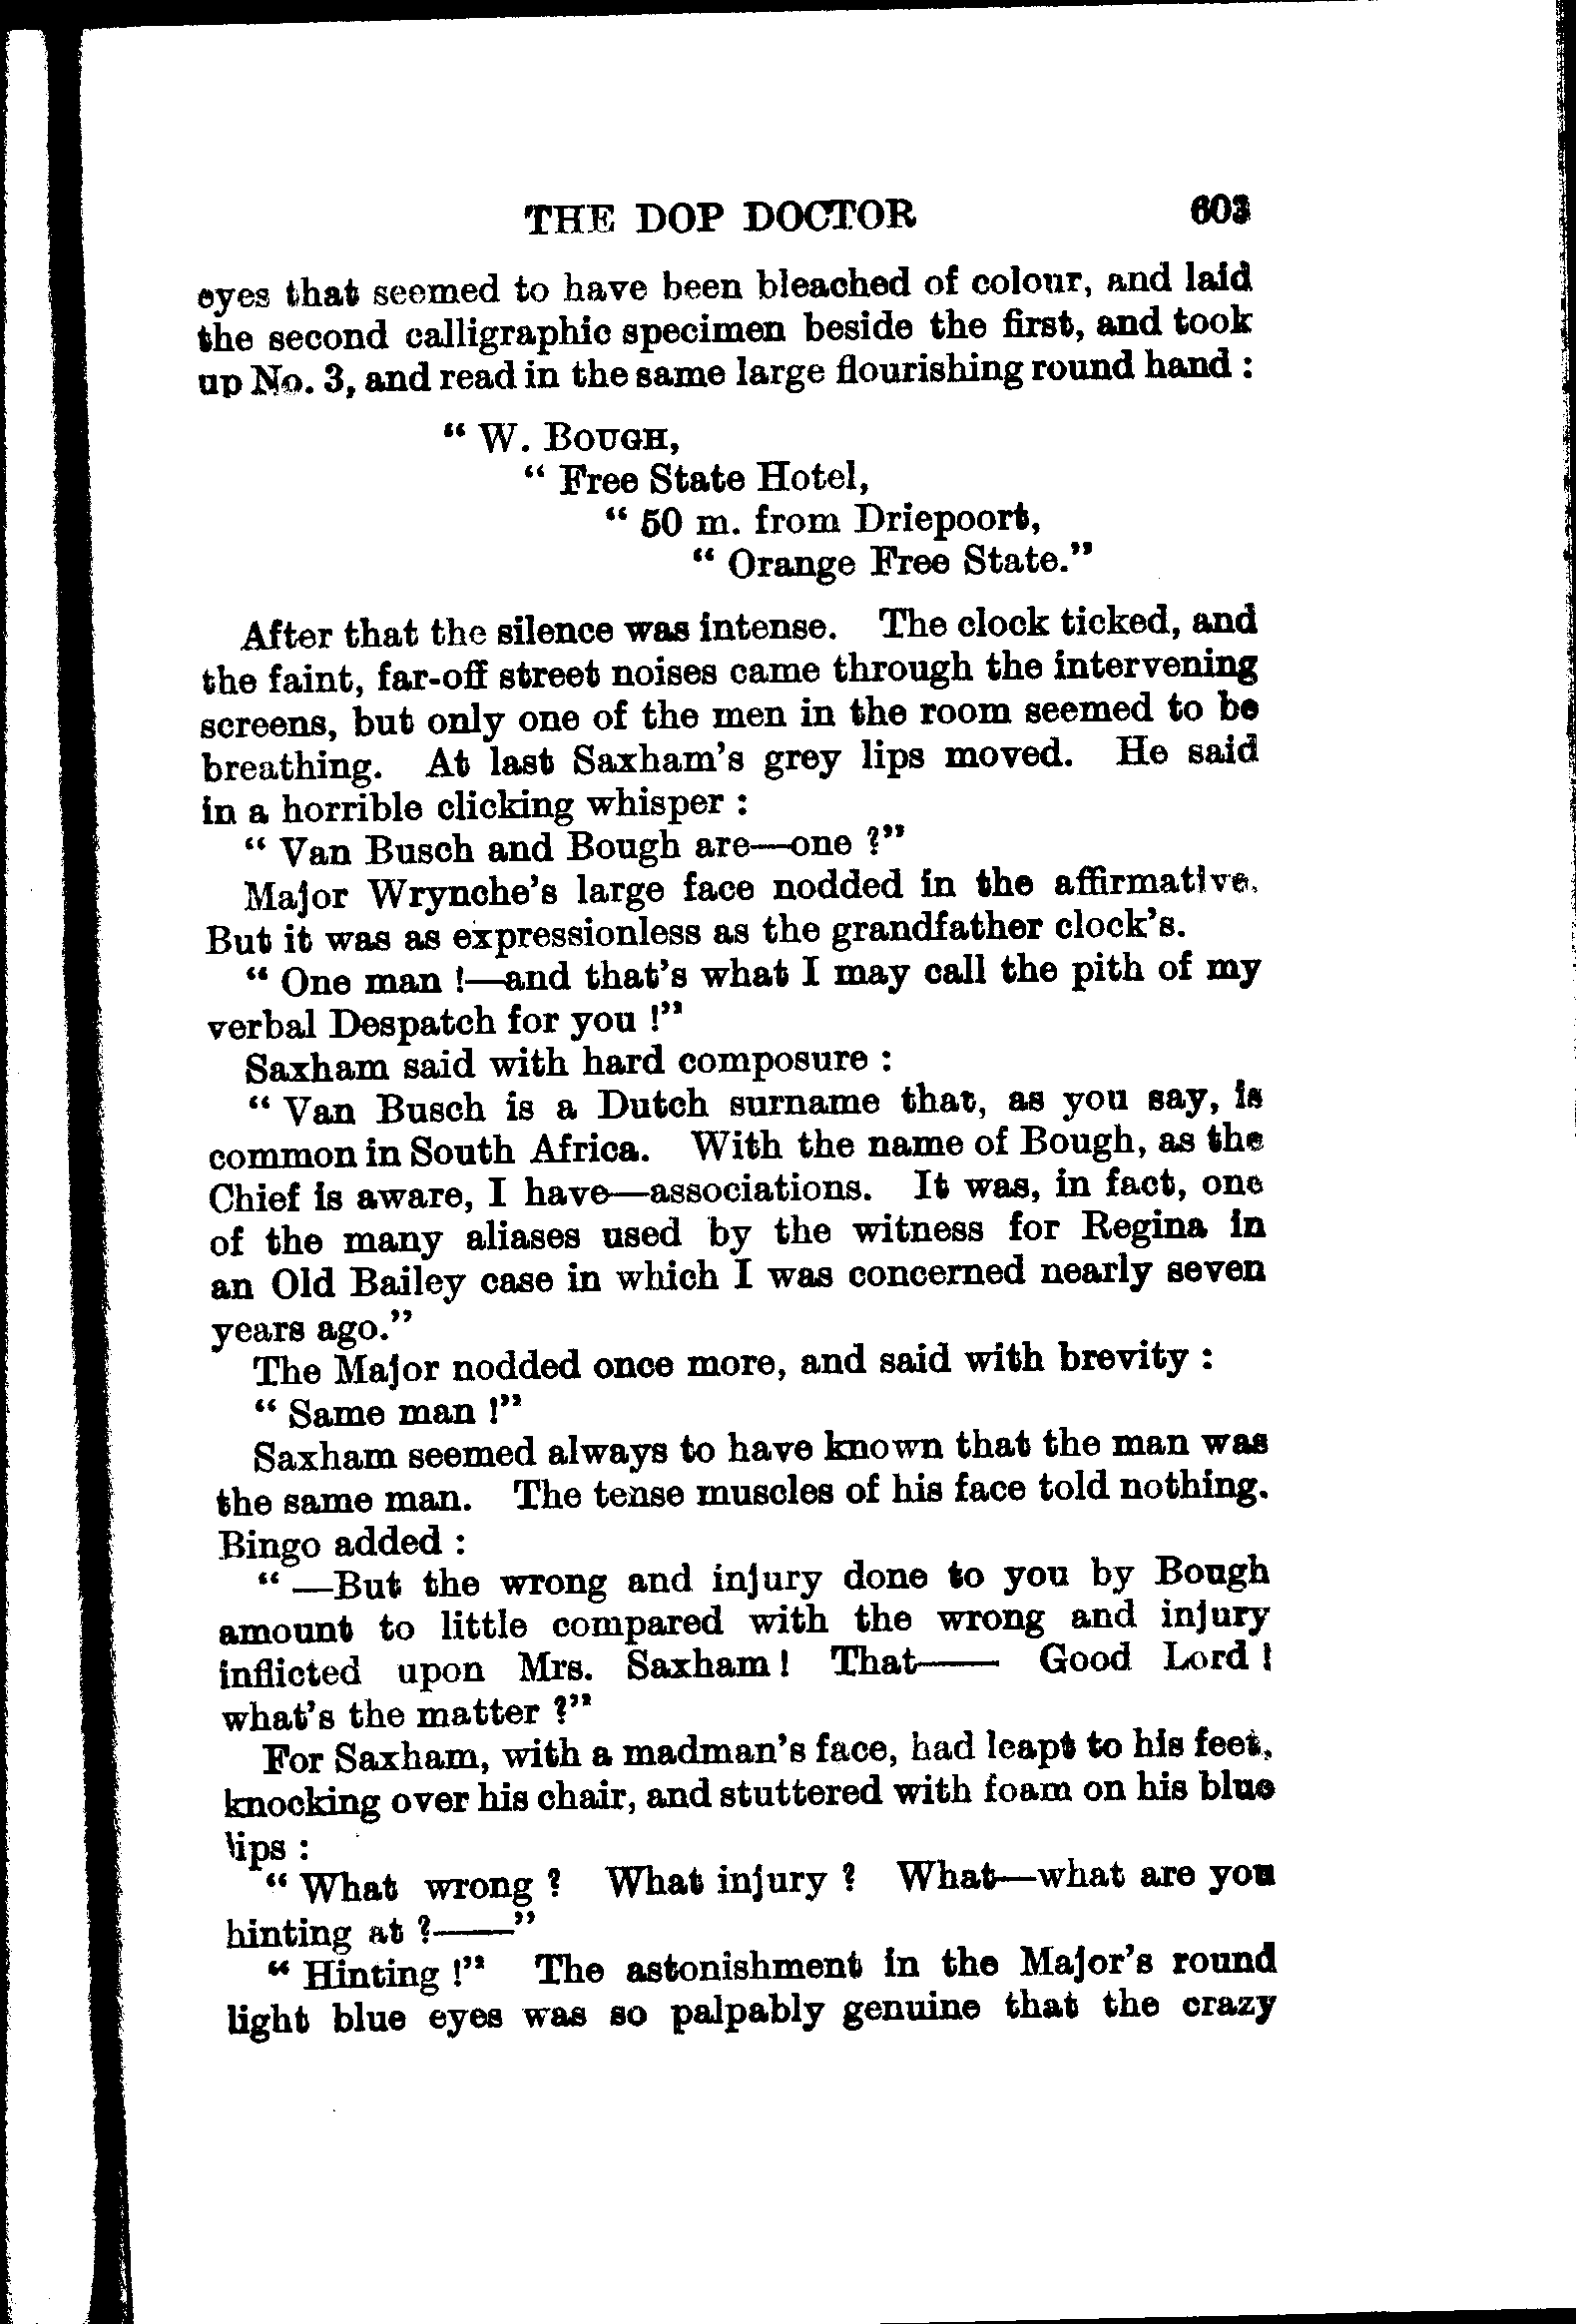 THE DOP DOCTOR 603
eyes that seemed to have been bleached of colour, and laid
the second calligraphic specimen beside the first, and took
up No. 3, and read in the same large flourishing round hand :
“ W. BOUGH,
“ Free State Hotel,
“ 50 m. from Driepoort,
“ Orange Free State.”
After that the silence was intense. The clock ticked, and
the faint, far-off street noises came through the intervening
screens, but only one of the men in the room seemed to be
breathing. At last Saxham’s grey lips moved. He said
in a horrible clicking whisper :
“ Van Busch and Bough are—one ?”
Major Wrynche’s large face nodded in the affirmative.
But it was as expressionless as the grandfather clock’s.
“ One man !—and that’s what I may call the pith of my
verbal Despatch for you !”
Saxham said with hard composure :
“ Van Busch is a Dutch surname that, as you say, is
common in South Africa. With the name of Bough, as the
Chief is aware, I have—associations. It was, in fact, one
of the many aliases used by the witness for Regina in
an Old Bailey case in which I was concerned nearly seven
years ago.”
The Major nodded once more, and said with brevity :
“ Same man !”
Saxham seemed always to have known that the man was
the same man. The tense muscles of his face told nothing.
Bingo added :
“ —But the wrong and injury done to you by Bough
amount to little compared with the wrong and injury
inflicted upon Mrs. Saxham ! That—— Good Lord !
what’s the matter ?”
For Saxham, with a madman’s face, had leapt to his feet,
knocking over his chair, and stuttered with foam on his blue
lips :
“ What wrong ? What injury ? What—what are you
hinting at ?——”
“ Hinting !” The astonishment in the Major’s round
light blue eyes was so palpably genuine that the crazy